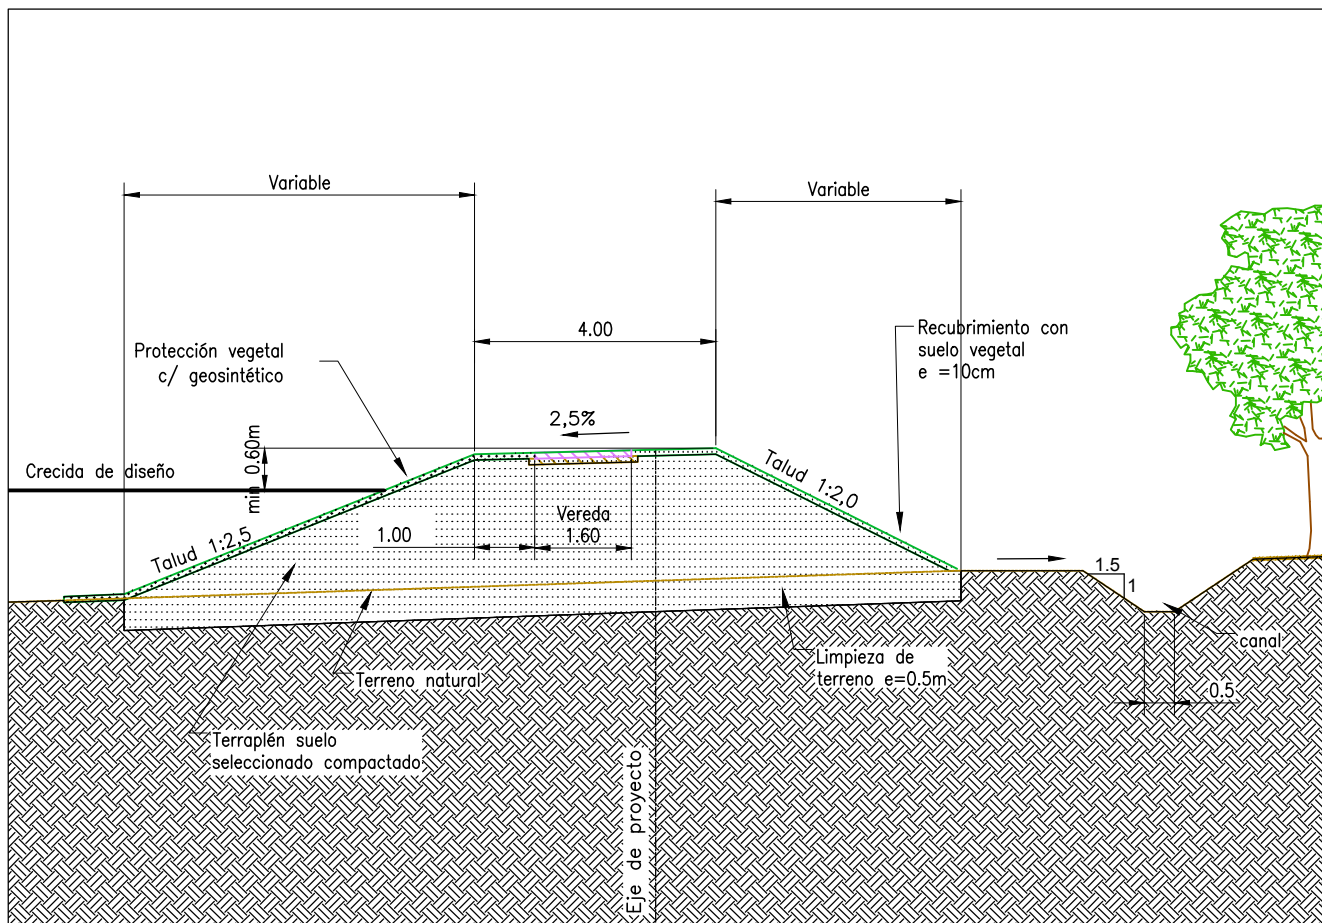 Variable
Variable
4.00
Protección vegetal
c/ geosintético
Recubrimiento con
suelo vegetal
e =10cm
2,5%
min 0.60m
Crecida de diseño
Talud 1:2,0
Talud 1:2,5
Vereda
1.00
1.60
1.5
1
canal
Limpieza de
terreno e=0.5m
Terreno natural
0.5
Terraplén suelo
seleccionado compactado
Eje de proyecto